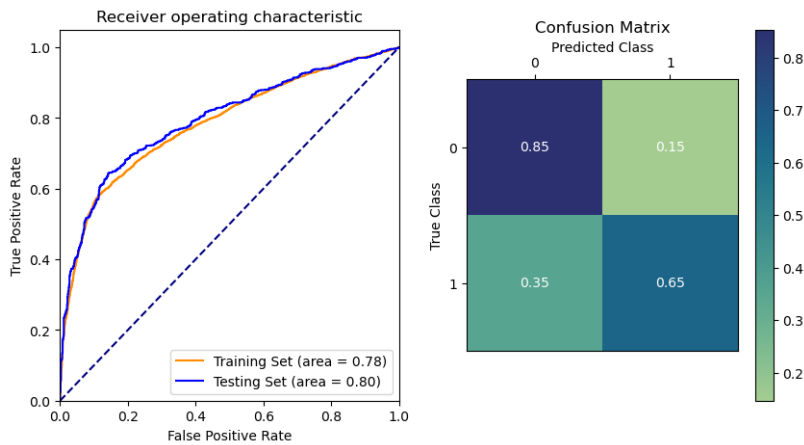 Receiver operating characteristic
1.0
0.8
0.6
0.4
0.2
0.0
True Positive Rate
0.0 0.2 0.4 0.6 0.8 1.0
False Positive Rate
Training Set (area = 0.78)
Testing Set (area = 0.80)
Confusion Matrix
Predicted Class
0 1
True Class
0 0.85 0.15
1 0.35 0.65
0.8
0.7
0.6
0.5
0.4
0.3
0.2